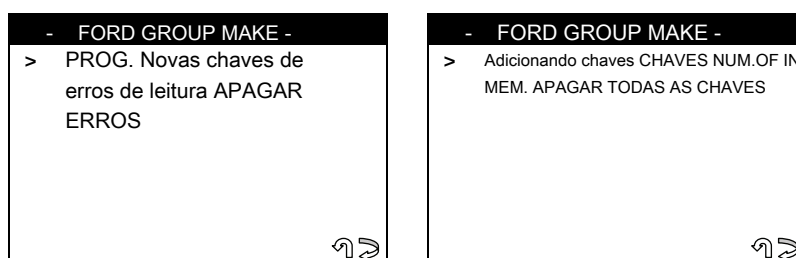 - FORD GROUP MAKE -
> PROG. Novas chaves de
erros de leitura APAGAR
ERROS
- FORD GROUP MAKE -
> Adicionando chaves CHAVES NUM.OF IN
MEM. APAGAR TODAS AS CHAVES